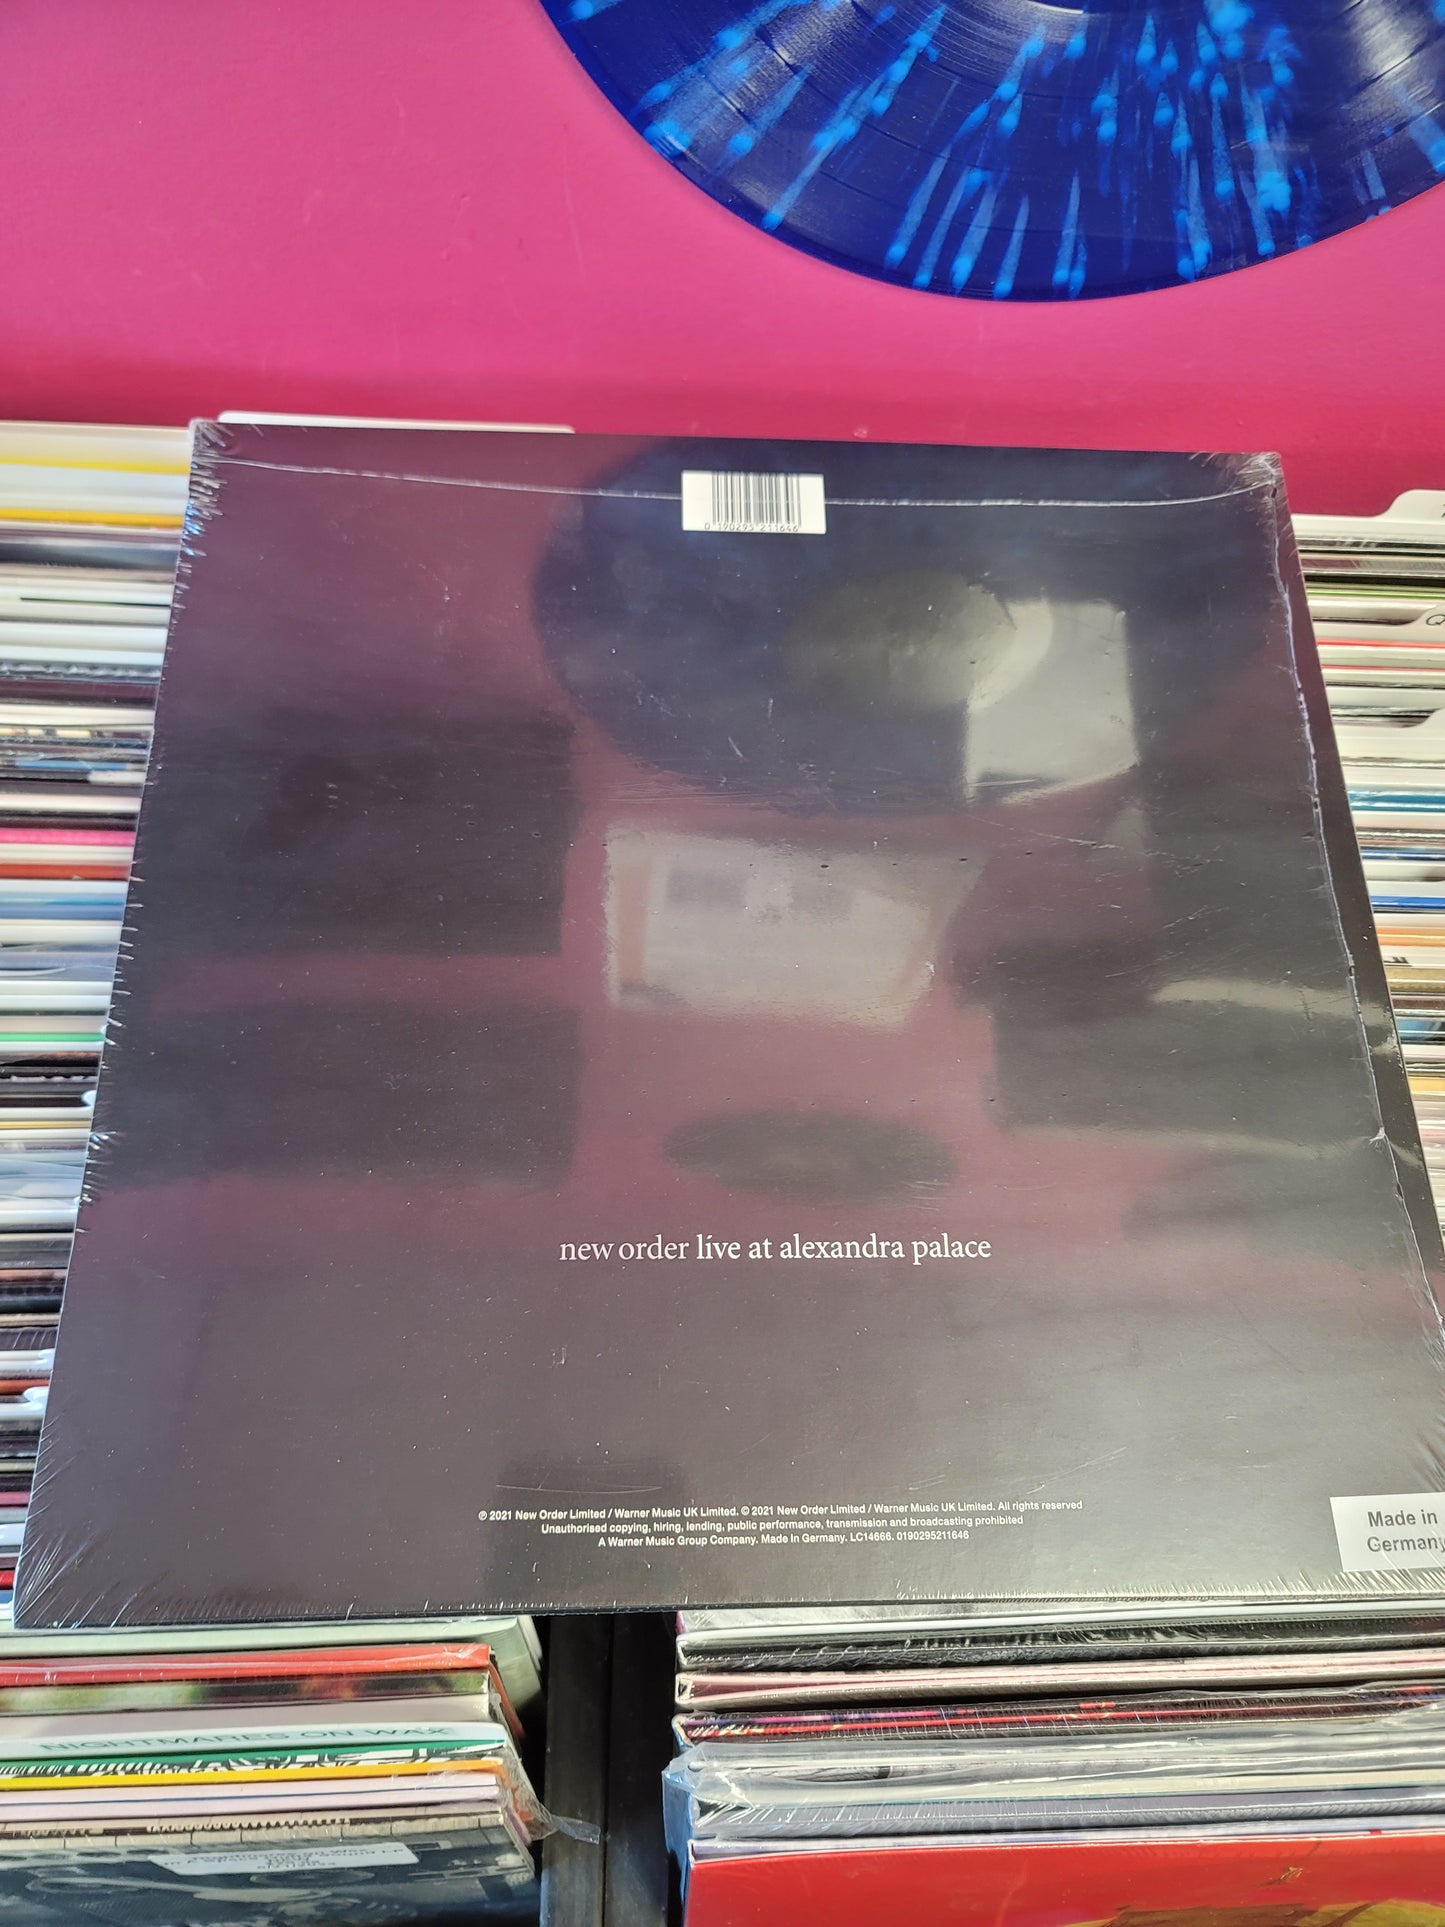 0 190295 211646
new order live at alexandra palace
℗ 2021 New Order Limited / Warner Music UK Limited. © 2021 New Order Limited / Warner Music UK Limited. All rights reserved
Unauthorised copying, hiring, lending, public performance, transmission and broadcasting prohibited
A Warner Music Group Company. Made In Germany. LC14666. 0190295211646
Made in
Germany
NIGHTMARES ON WAX